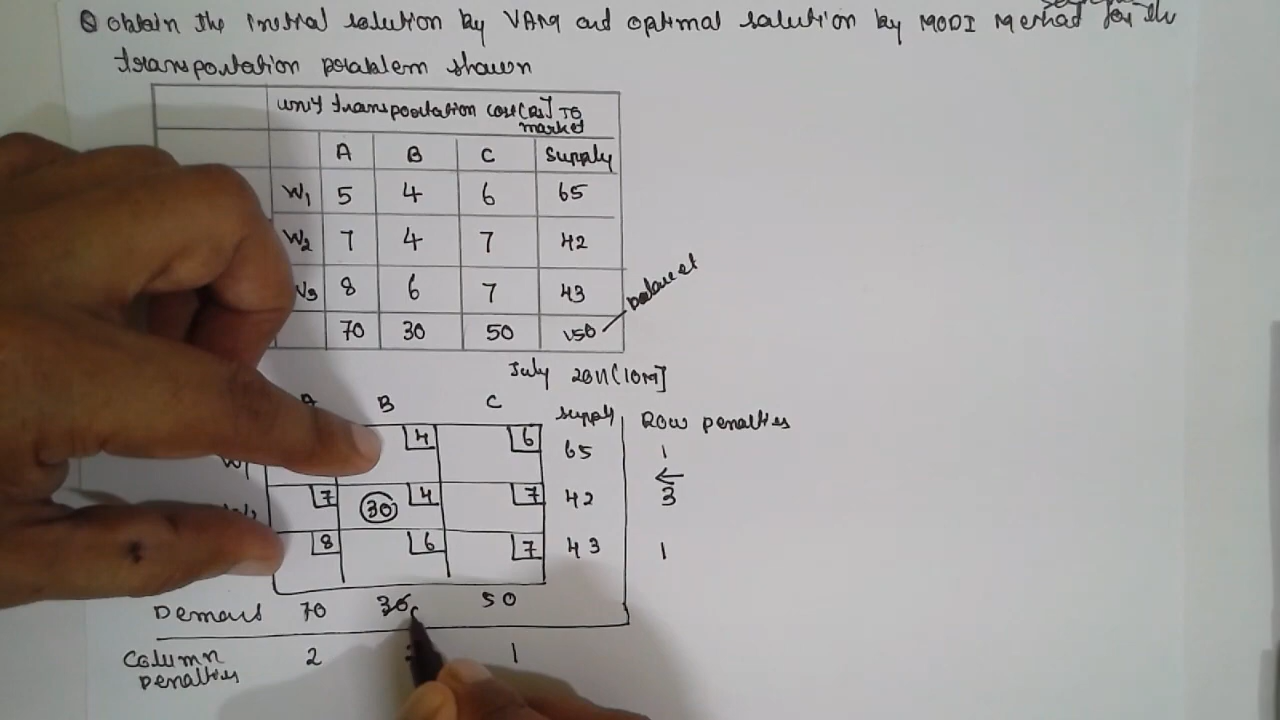 Q obtain the initial solution by VAM and optimal solution by MODI Method for the
transportation problem shown
unit transportation cost (Rs] TO
market
A B C Supply
W1 5 4 6 65
W2 7 4 7 42
8 6 7 43
70 30 50 150
balanced
July 2011 [10M]
B C supply Row penalties
4 6 65 1
7 30 4 7 42 3
8 6 7 43 1
Demand 70 30 50
Column 2 1
penalties